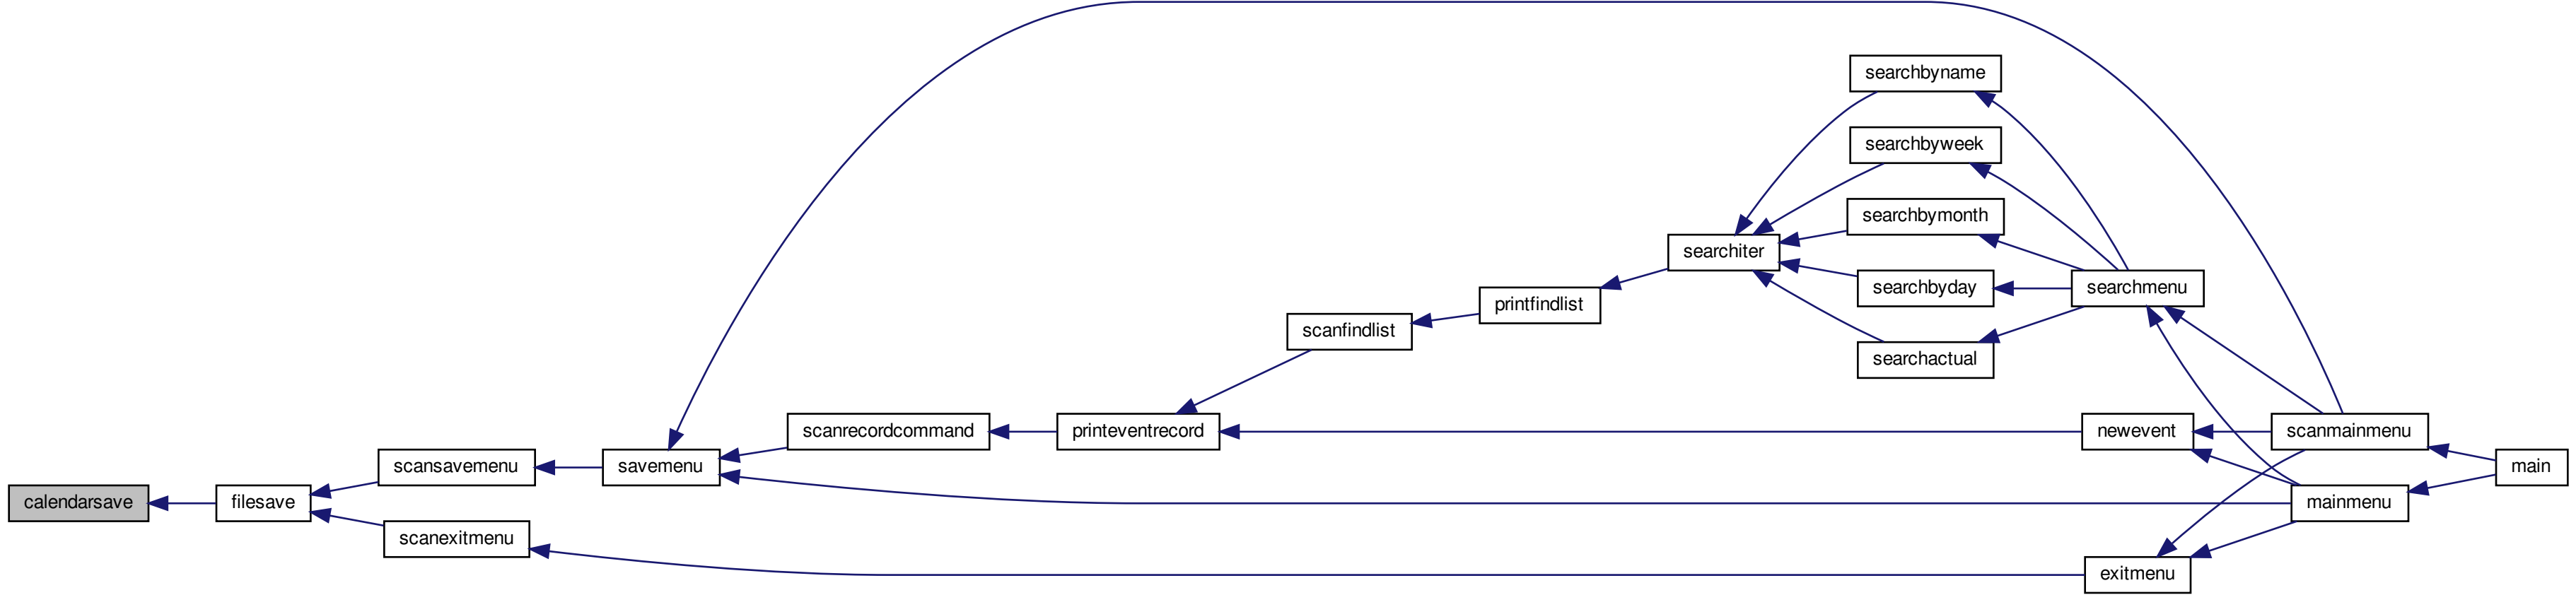 searchbyname
searchbyweek
searchbymonth
searchiter
searchbyday
searchmenu
printfindlist
scanfindlist
searchactual
scanrecordcommand
printeventrecord
newevent
scanmainmenu
scansavemenu
savemenu
main
calendarsave
filesave
mainmenu
scanexitmenu
exitmenu